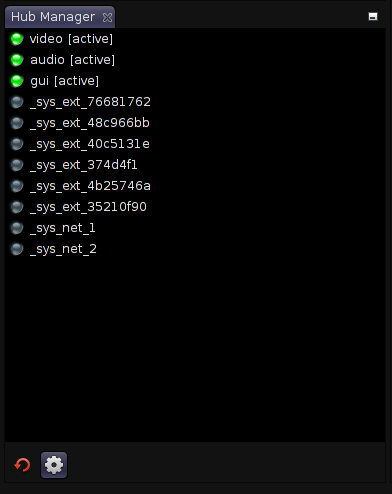 Hub Manager
video [active]
audio [active]
gui [active]
_sys_ext_76681762
_sys_ext_48c966bb
_sys_ext_40c5131e
_sys_ext_374d4f1
_sys_ext_4b25746a
_sys_ext_35210f90
_sys_net_1
_sys_net_2